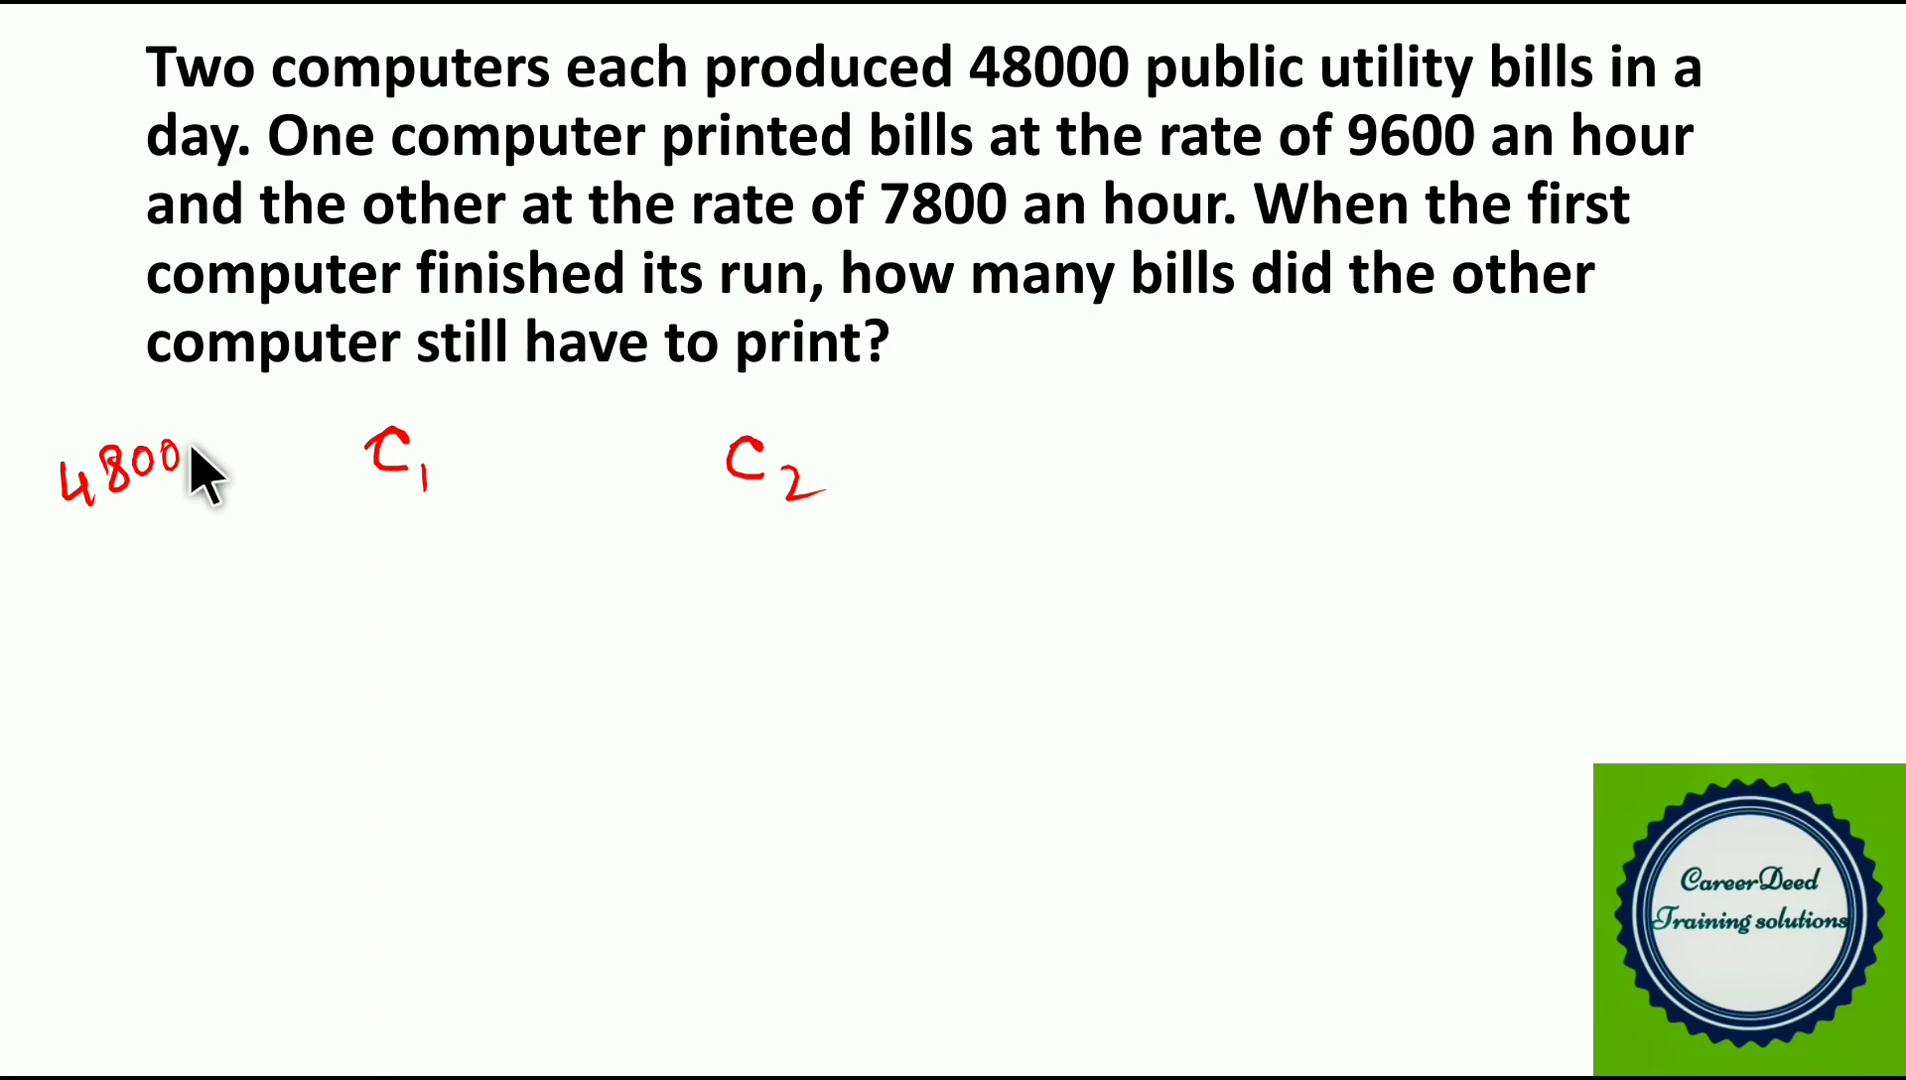 Two computers each produced 48000 public utility bills in a
day. One computer printed bills at the rate of 9600 an hour
and the other at the rate of 7800 an hour. When the first
computer finished its run, how many bills did the other
computer still have to print?
4800 C1 C2
CareerDeed
Training solutions